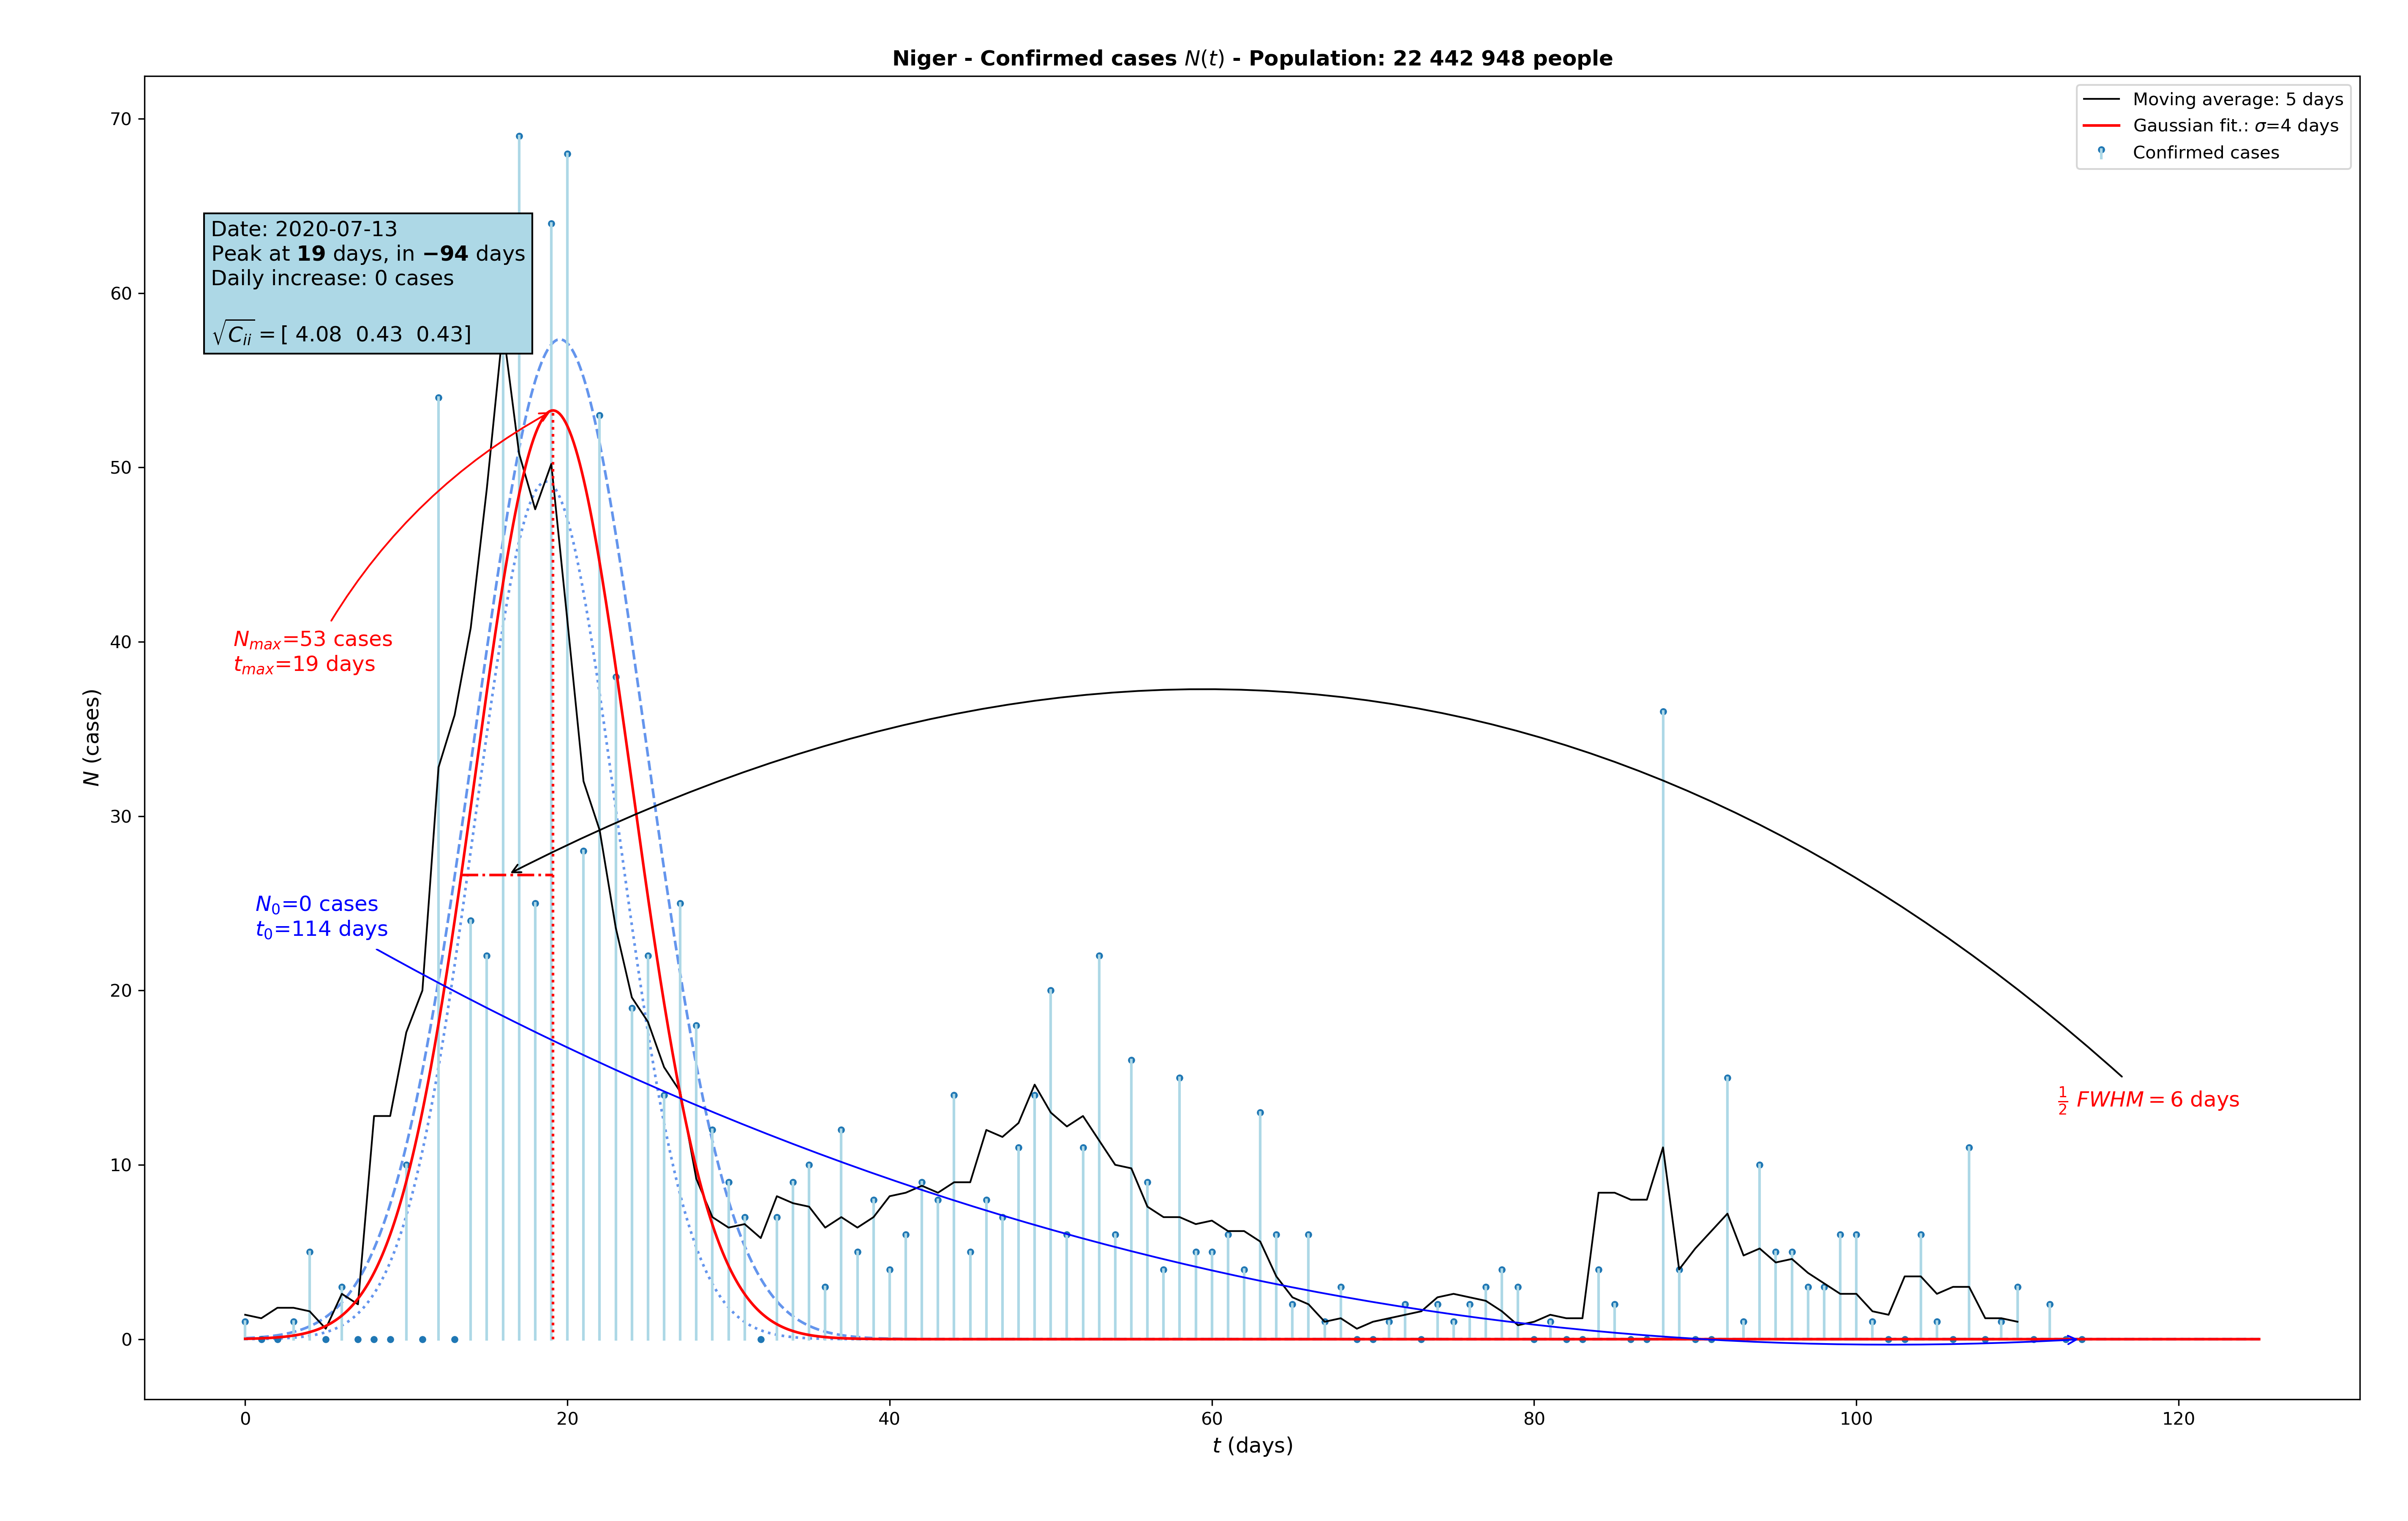 Niger - Confirmed cases N(t) - Population: 22 442 948 people
Moving average: 5 days
Gaussian fit.: σ=4 days
Confirmed cases
Date: 2020-07-13
Peak at 19 days, in −94 days
Daily increase: 0 cases
√Cᵢᵢ = [ 4.08 0.43 0.43]
Nmax=53 cases
tmax=19 days
N0=0 cases
t0=114 days
½ FWHM = 6 days
N (cases)
70
60
50
40
30
20
10
0
0 20 40 60 80 100 120
t (days)